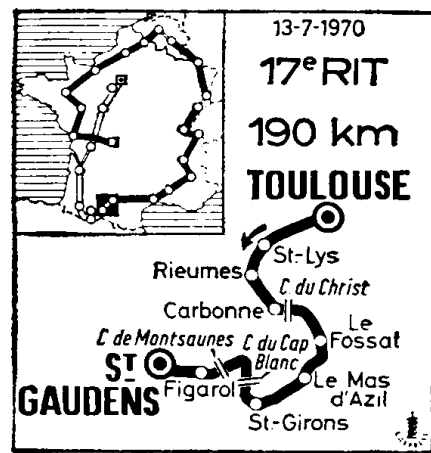 13-7-1970
17e RIT
190 km
TOULOUSE
St-Lys
Rieumes
C. du Christ
Carbonne
Le
Fossat
C de Montsaunes
C du Cap
Blanc
ST
GAUDENS
Figarol
Le Mas
d'Azil
St-Girons